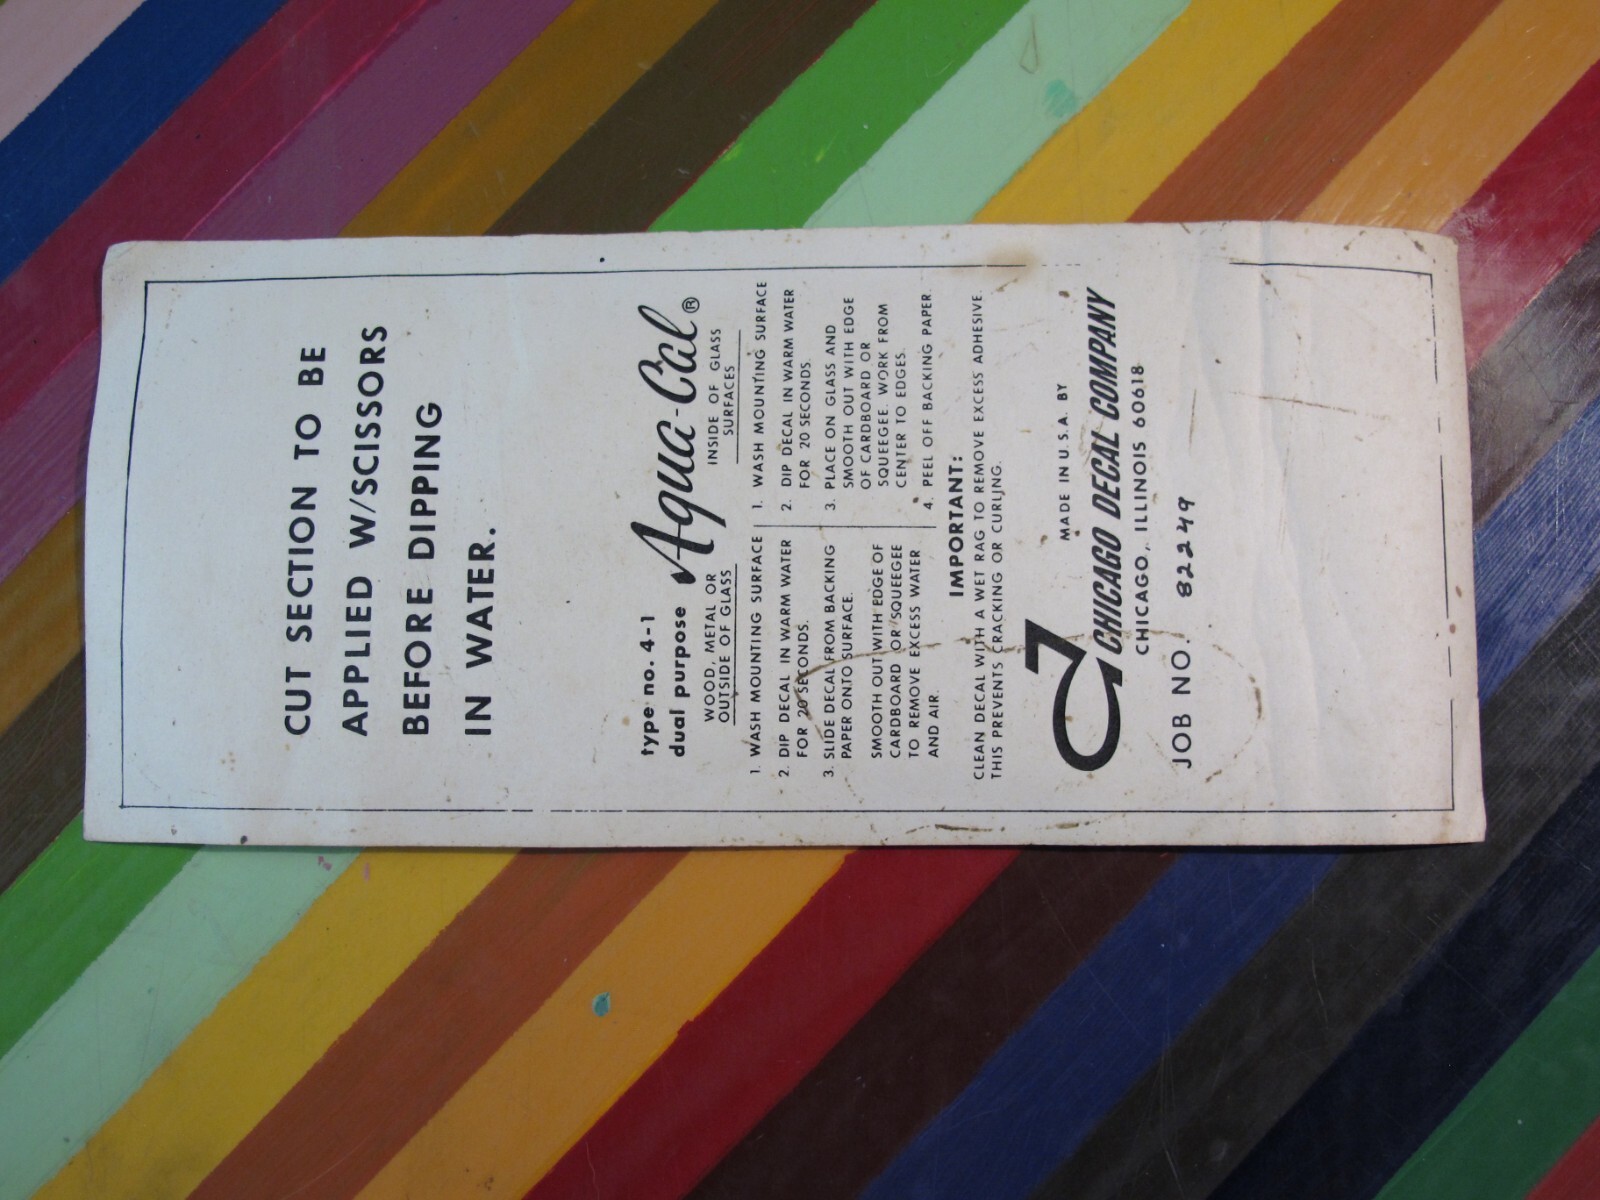 CUT SECTION TO BE
APPLIED W/SCISSORS
BEFORE DIPPING
IN WATER.
type no. 4-1
dual purpose
Aqua-Cal®
WOOD, METAL OR
OUTSIDE OF GLASS
1. WASH MOUNTING SURFACE
2. DIP DECAL IN WARM WATER
FOR 20 SECONDS.
3. SLIDE DECAL FROM BACKING
PAPER ONTO SURFACE.
SMOOTH OUT WITH EDGE OF
CARDBOARD OR SQUEEGEE
TO REMOVE EXCESS WATER
AND AIR.
INSIDE OF GLASS
SURFACES
1. WASH MOUNTING SURFACE
2. DIP DECAL IN WARM WATER
FOR 20 SECONDS.
3. PLACE ON GLASS AND
SMOOTH OUT WITH EDGE
OF CARDBOARD OR
SQUEEGEE. WORK FROM
CENTER TO EDGES.
4. PEEL OFF BACKING PAPER.
IMPORTANT:
CLEAN DECAL WITH A WET RAG TO REMOVE EXCESS ADHESIVE.
THIS PREVENTS CRACKING OR CURLING.
MADE IN U.S.A. BY
CHICAGO DECAL COMPANY
CHICAGO, ILLINOIS 60618
JOB NO. 82249